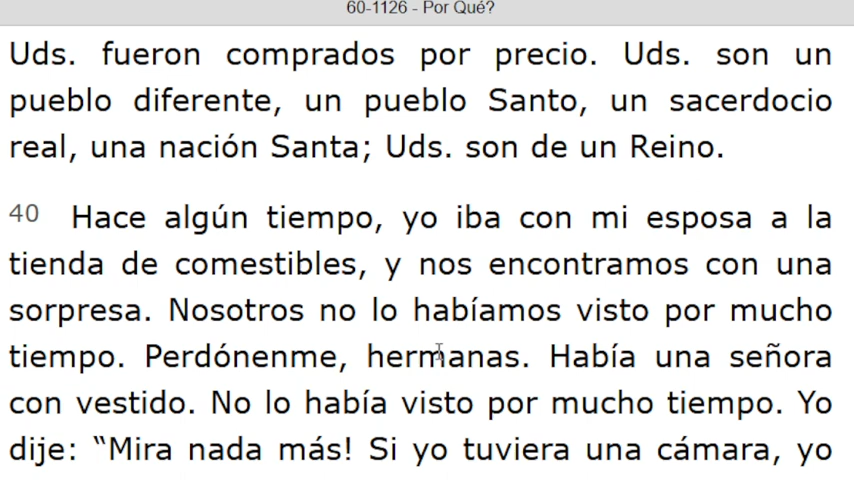 60-1126 - Por Qué?
Uds. fueron comprados por precio. Uds. son un
pueblo diferente, un pueblo Santo, un sacerdocio
real, una nación Santa; Uds. son de un Reino.
40 Hace algún tiempo, yo iba con mi esposa a la
tienda de comestibles, y nos encontramos con una
sorpresa. Nosotros no lo habíamos visto por mucho
tiempo. Perdónenme, hermanas. Había una señora
con vestido. No lo había visto por mucho tiempo. Yo
dije: “Mira nada más! Si yo tuviera una cámara, yo